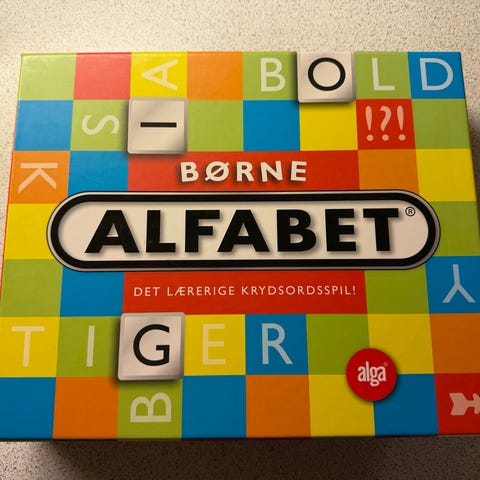 A BOLD
S I !?!
K
BØRNE
ALFABET®
DET LÆRERIGE KRYDSORDSSPIL!
Y
TIGER
alga
B